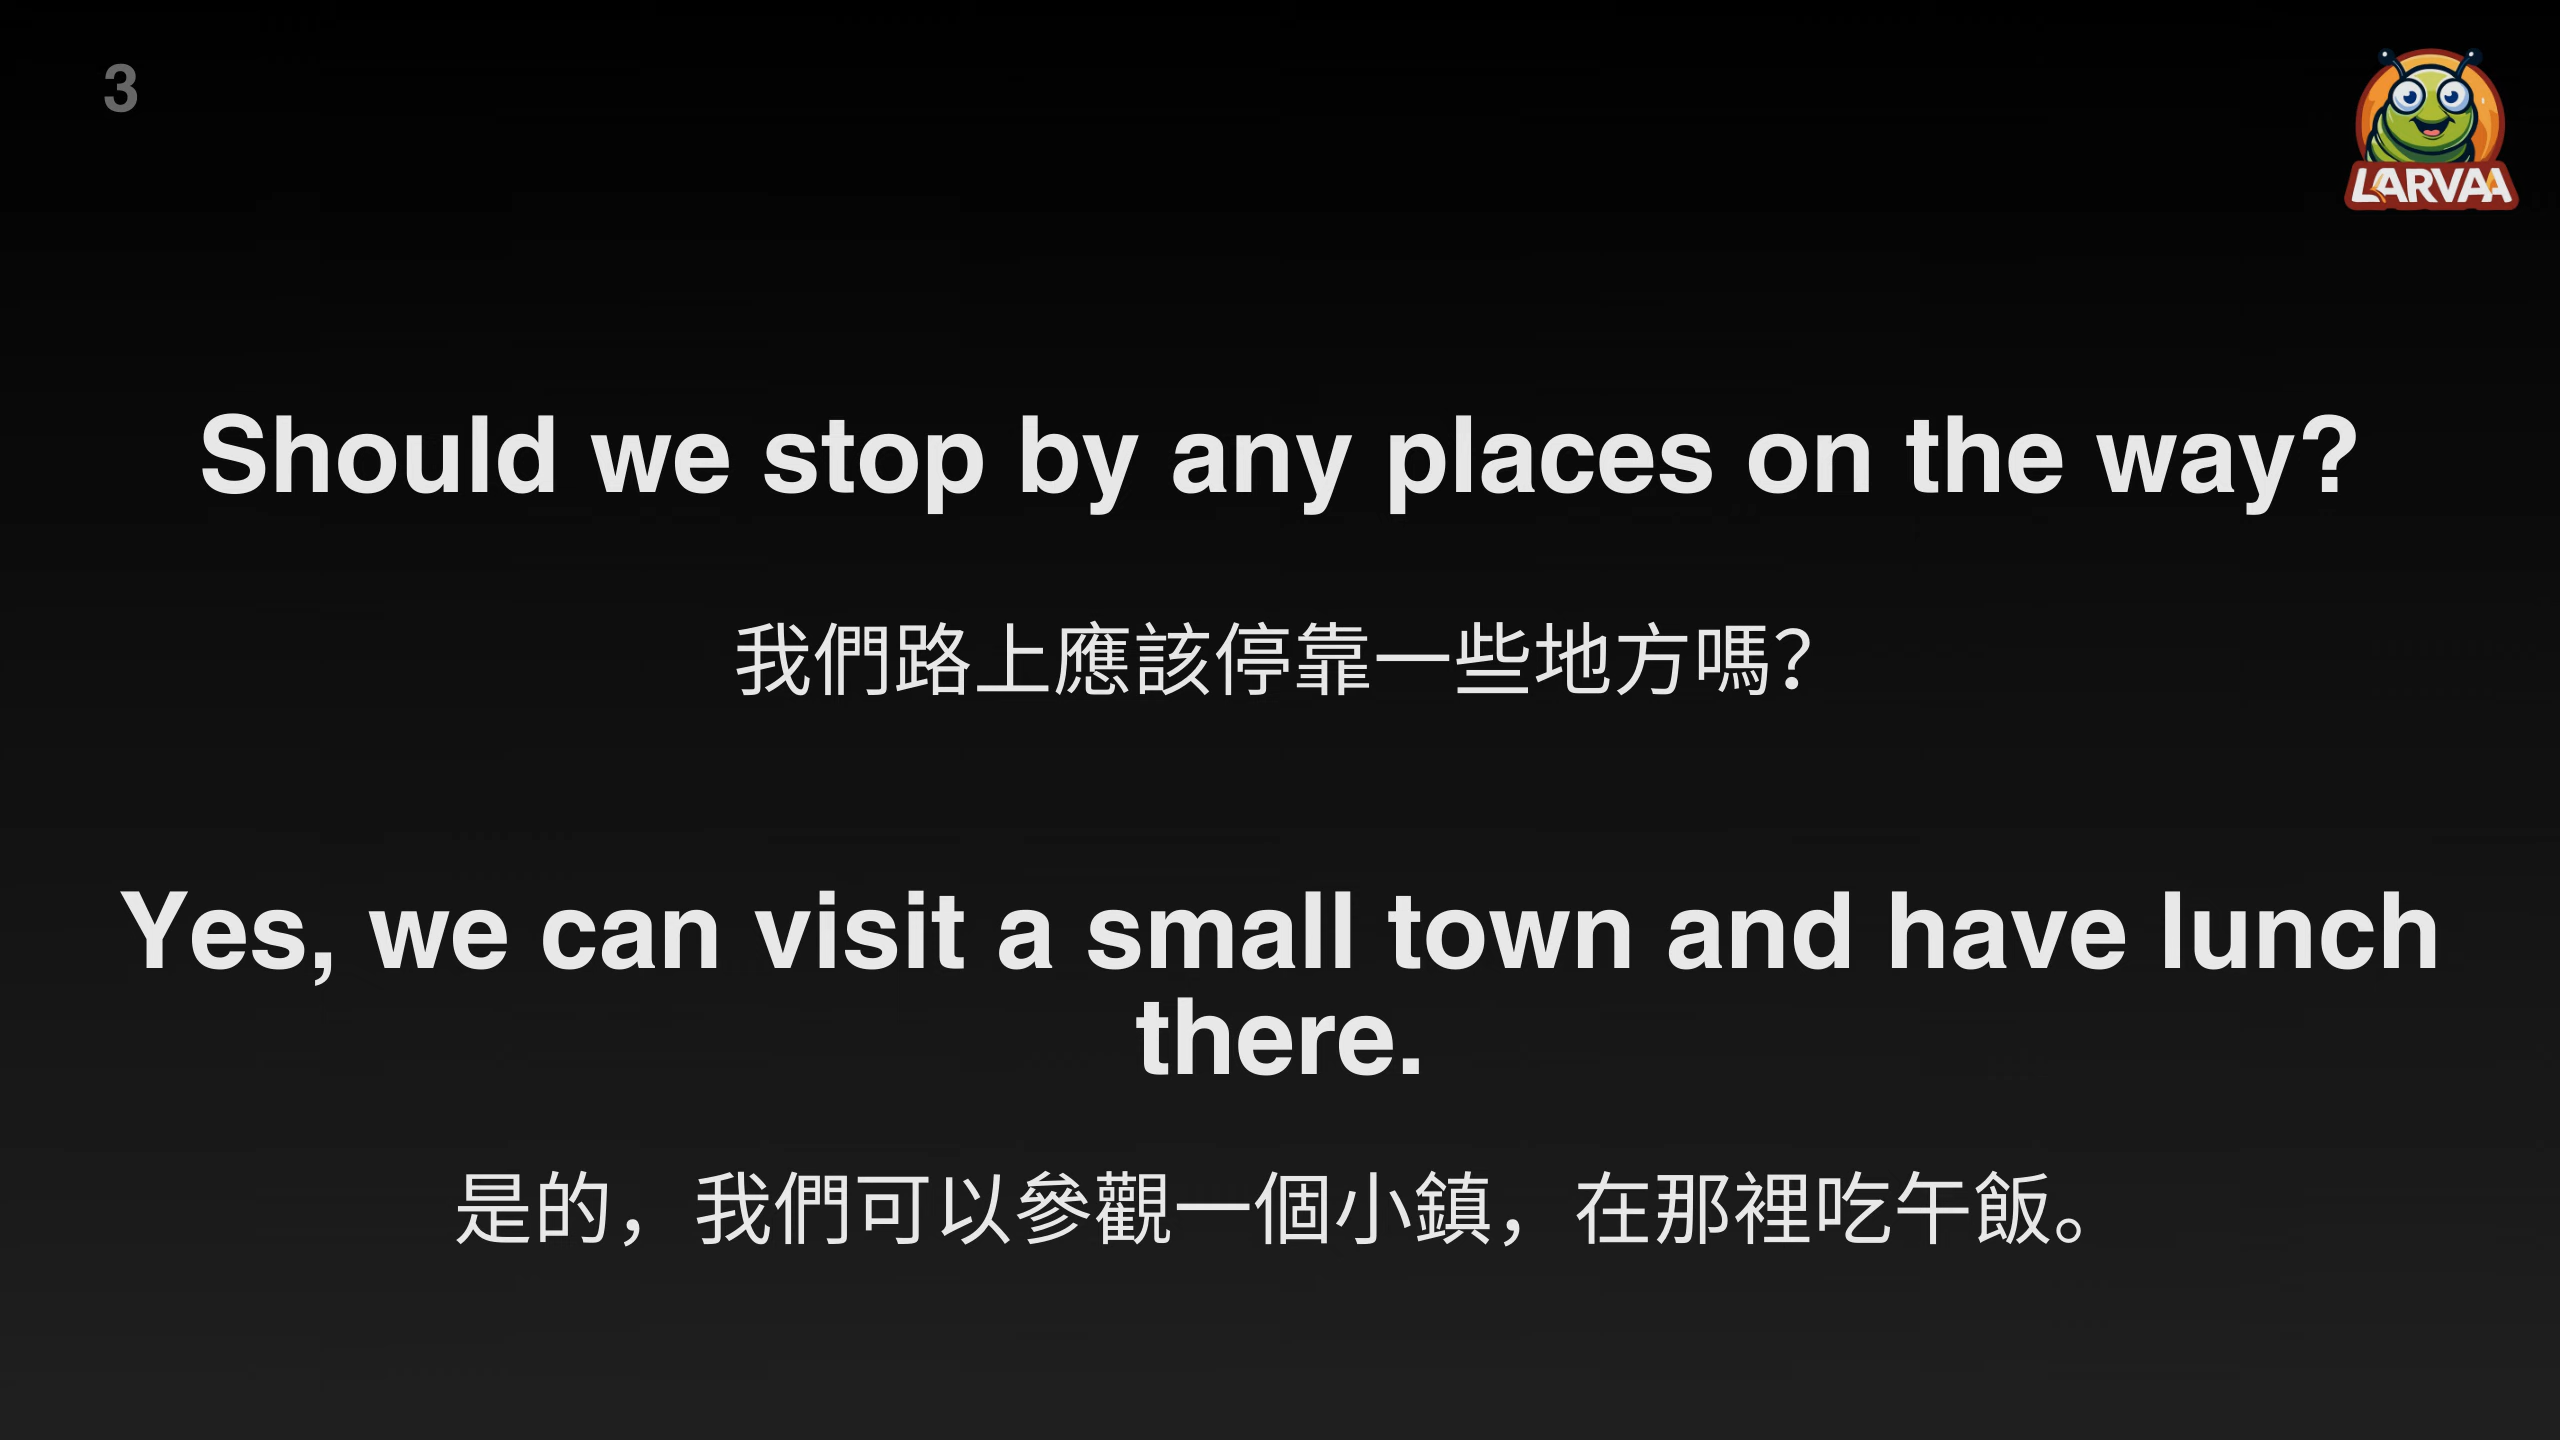 3
LARVAA
Should we stop by any places on the way?
我們路上應該停靠一些地方嗎？
Yes, we can visit a small town and have lunch
there.
是的，我們可以參觀一個小鎮，在那裡吃午飯。